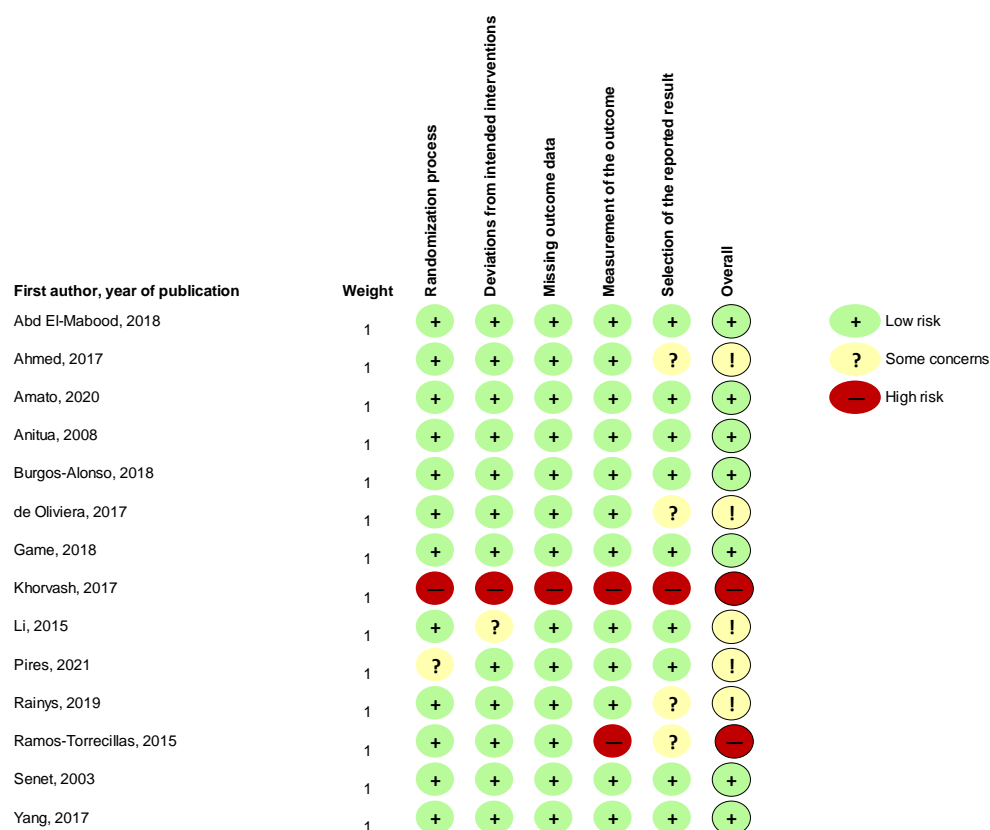 Randomization process
Deviations from intended interventions
Missing outcome data
Measurement of the outcome
Selection of the reported result
Overall
First author, year of publication Weight
Abd El-Mabood, 2018 1 + + + + + +
Ahmed, 2017 1 + + + + ? !
Amato, 2020 1 + + + + + +
Anitua, 2008 1 + + + + + +
Burgos-Alonso, 2018 1 + + + + + +
de Oliviera, 2017 1 + + + + ? !
Game, 2018 1 + + + + + +
Khorvash, 2017 1 — — — — — —
Li, 2015 1 + ? + + + !
Pires, 2021 1 ? + + + + !
Rainys, 2019 1 + + + + ? !
Ramos-Torrecillas, 2015 1 + + + — ? —
Senet, 2003 1 + + + + + +
Yang, 2017 1 + + + + + +
+ Low risk
? Some concerns
— High risk